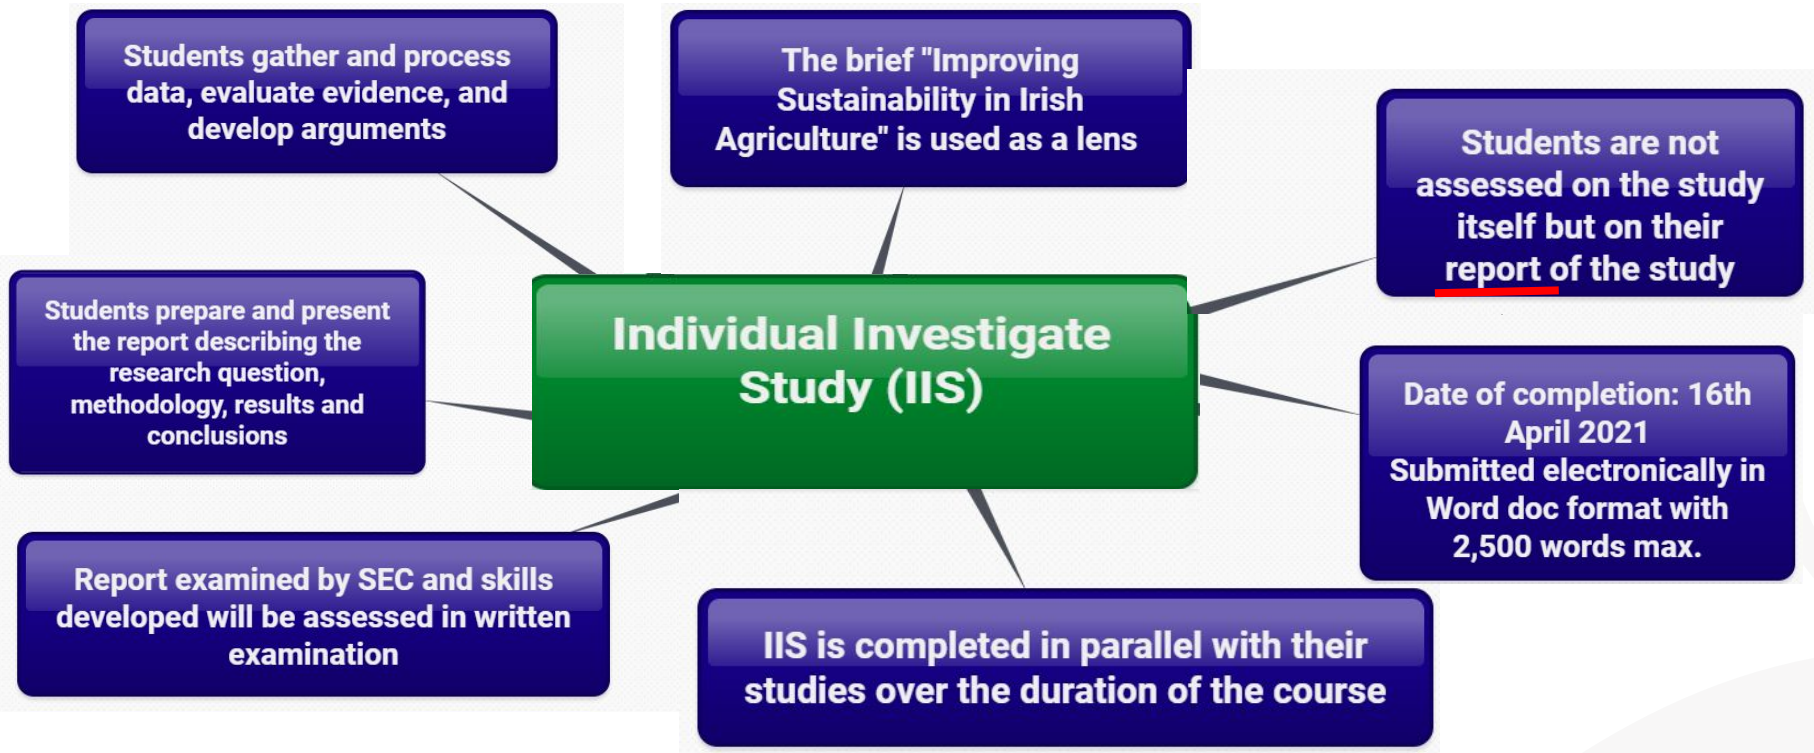 Students gather and process
data, evaluate evidence, and
develop arguments
The brief "Improving
Sustainability in Irish
Agriculture" is used as a lens
Students are not
assessed on the study
itself but on their
report of the study
Individual Investigate
Study (IIS)
Students prepare and present
the report describing the
research question,
methodology, results and
conclusions
Date of completion: 16th
April 2021
Submitted electronically in
Word doc format with
2,500 words max.
Report examined by SEC and skills
developed will be assessed in written
examination
IIS is completed in parallel with their
studies over the duration of the course